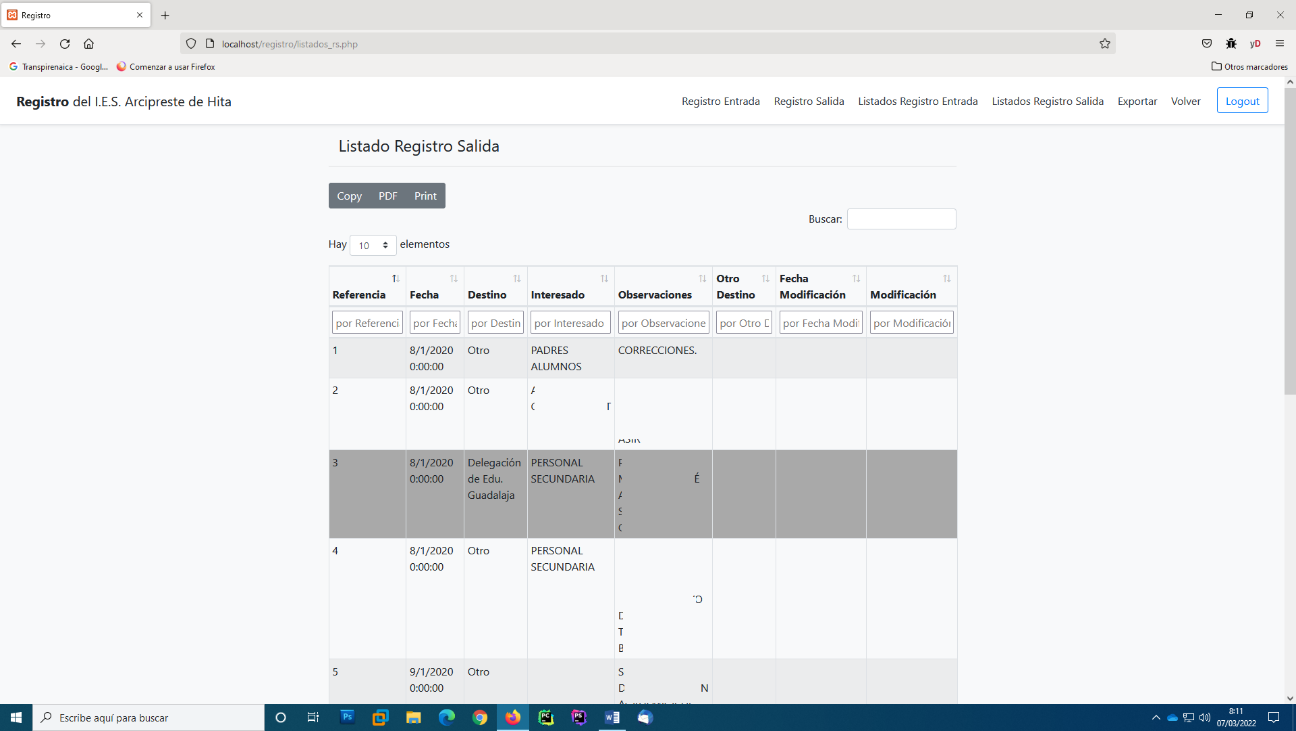 Registro
localhost/registro/listados_rs.php
Transpirenaica - Googl... Comenzar a usar Firefox Otros marcadores
Registro del I.E.S. Arcipreste de Hita Registro Entrada Registro Salida Listados Registro Entrada Listados Registro Salida Exportar Volver Logout
Listado Registro Salida
Copy PDF Print
Buscar:
Hay 10 elementos
Referencia Fecha Destino Interesado Observaciones Otro Destino Fecha Modificación Modificación
por Referenci por Fecha por Destin por Interesado por Observacione por Otro D por Fecha Modi por Modificación
1 8/1/2020 Otro PADRES CORRECCIONES.
0:00:00 ALUMNOS
2 8/1/2020 Otro
0:00:00
3 8/1/2020 Delegación PERSONAL
0:00:00 de Edu. SECUNDARIA É
Guadalaja
4 8/1/2020 Otro PERSONAL
0:00:00 SECUNDARIA
D
T
B
5 9/1/2020 Otro S
0:00:00 D N
Escribe aquí para buscar
8:11
07/03/2022